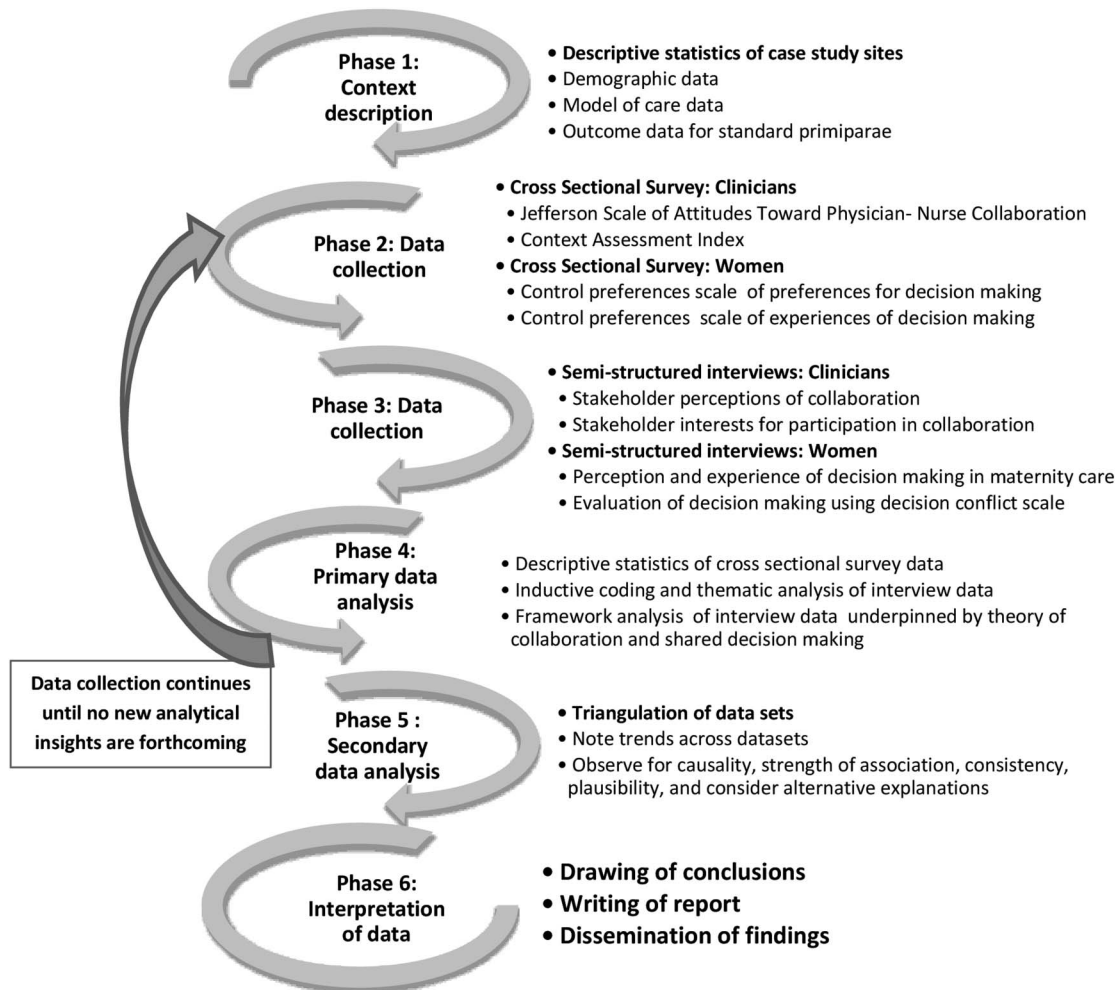 Phase 1:
Context
description
• Descriptive statistics of case study sites
• Demographic data
• Model of care data
• Outcome data for standard primiparae
Phase 2: Data
collection
• Cross Sectional Survey: Clinicians
• Jefferson Scale of Attitudes Toward Physician- Nurse Collaboration
• Context Assessment Index
• Cross Sectional Survey: Women
• Control preferences scale of preferences for decision making
• Control preferences scale of experiences of decision making
Phase 3: Data
collection
• Semi-structured interviews: Clinicians
• Stakeholder perceptions of collaboration
• Stakeholder interests for participation in collaboration
• Semi-structured interviews: Women
• Perception and experience of decision making in maternity care
• Evaluation of decision making using decision conflict scale
Phase 4:
Primary data
analysis
• Descriptive statistics of cross sectional survey data
• Inductive coding and thematic analysis of interview data
• Framework analysis of interview data underpinned by theory of
collaboration and shared decision making
Data collection continues
until no new analytical
insights are forthcoming
Phase 5 :
Secondary
data analysis
• Triangulation of data sets
• Note trends across datasets
• Observe for causality, strength of association, consistency,
plausibility, and consider alternative explanations
Phase 6:
Interpretation
of data
• Drawing of conclusions
• Writing of report
• Dissemination of findings